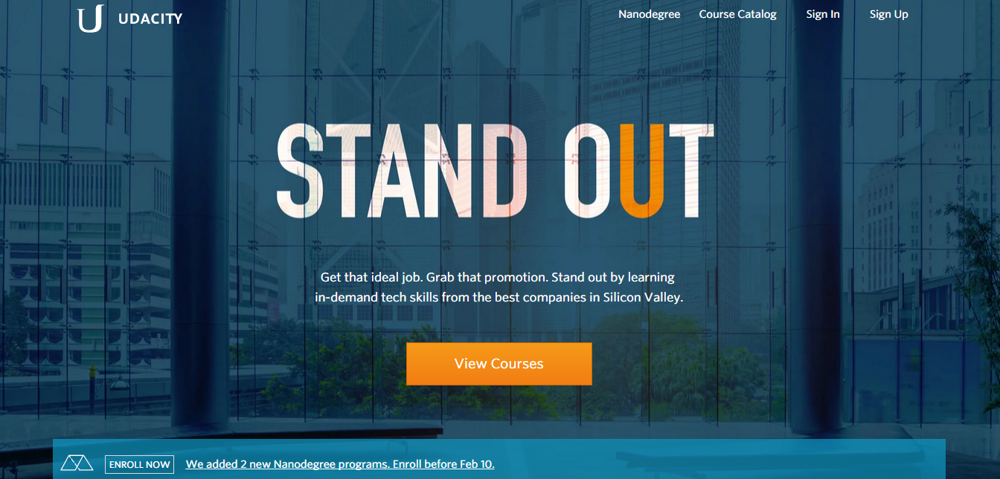 UDACITY
Nanodegree
Course Catalog
Sign In
Sign Up
STAND OUT
Get that ideal job. Grab that promotion. Stand out by learning
in-demand tech skills from the best companies in Silicon Valley.
View Courses
ENROLL NOW
We added 2 new Nanodegree programs. Enroll before Feb 10.